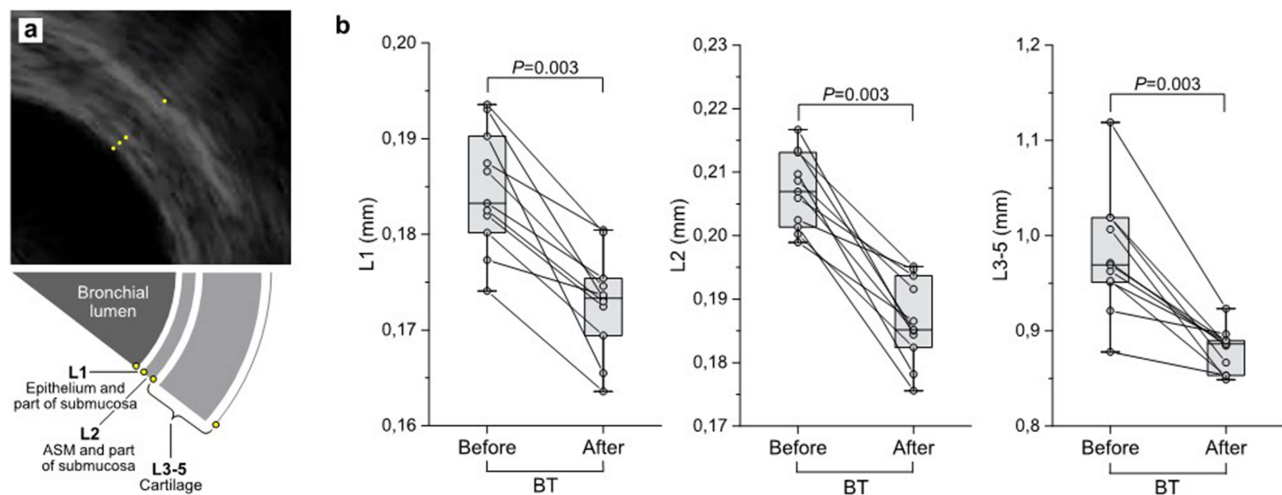 a
Bronchial
lumen
L1
Epithelium and
part of submucosa
L2
ASM and part
of submucosa
L3-5
Cartilage
b
0,20
0,19
0,18
0,17
0,16
L1 (mm)
P=0.003
Before
After
BT
0,23
0,22
0,21
0,20
0,19
0,18
0,17
L2 (mm)
P=0.003
Before
After
BT
1,2
1,1
1,0
0,9
0,8
L3-5 (mm)
P=0.003
Before
After
BT